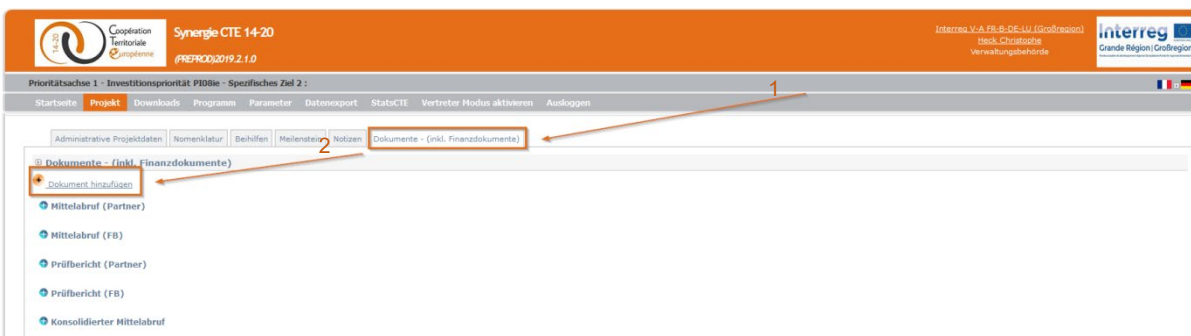 Coopération
Territoriale
Européenne
14-20
Synergie CTE 14-20
(PREPROD)2019.2.1.0
Interreg V-A FR-B-DE-LU (Großregion)
Heck Christophe
Verwaltungsbehörde
Interreg
Grande Région | Großregion
Prioritätsachse 1 - Investitionspriorität PI08ie - Spezifisches Ziel 2 :
1
Startseite Projekt Downloads Programm Parameter Datenexport StatsCTE Vertreter Modus aktivieren Ausloggen
Administrative Projektdaten Nomenklatur Beihilfen Meilenstein Notizen Dokumente - (inkl. Finanzdokumente)
2
Dokumente - (inkl. Finanzdokumente)
Dokument hinzufügen
Mittelabruf (Partner)
Mittelabruf (FB)
Prüfbericht (Partner)
Prüfbericht (FB)
Konsolidierter Mittelabruf